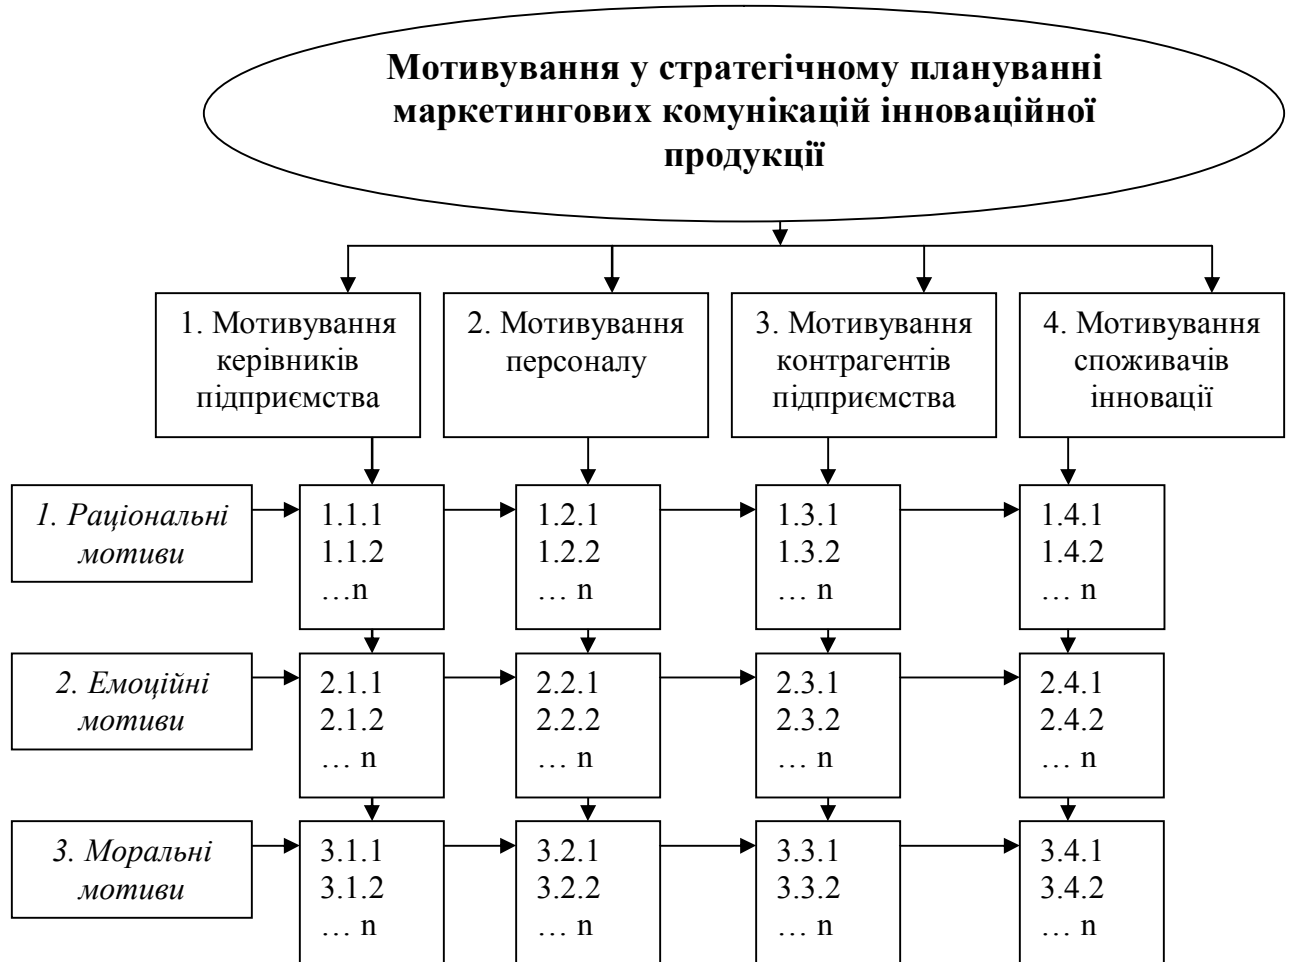 Мотивування у стратегічному плануванні
маркетингових комунікацій інноваційної
продукції
1. Мотивування
керівників
підприємства
2. Мотивування
персоналу
3. Мотивування
контрагентів
підприємства
4. Мотивування
споживачів
інновації
1. Раціональні
мотиви
1.1.1
1.1.2
…n
1.2.1
1.2.2
… n
1.3.1
1.3.2
… n
1.4.1
1.4.2
… n
2. Емоційні
мотиви
2.1.1
2.1.2
… n
2.2.1
2.2.2
… n
2.3.1
2.3.2
… n
2.4.1
2.4.2
… n
3. Моральні
мотиви
3.1.1
3.1.2
… n
3.2.1
3.2.2
… n
3.3.1
3.3.2
… n
3.4.1
3.4.2
… n